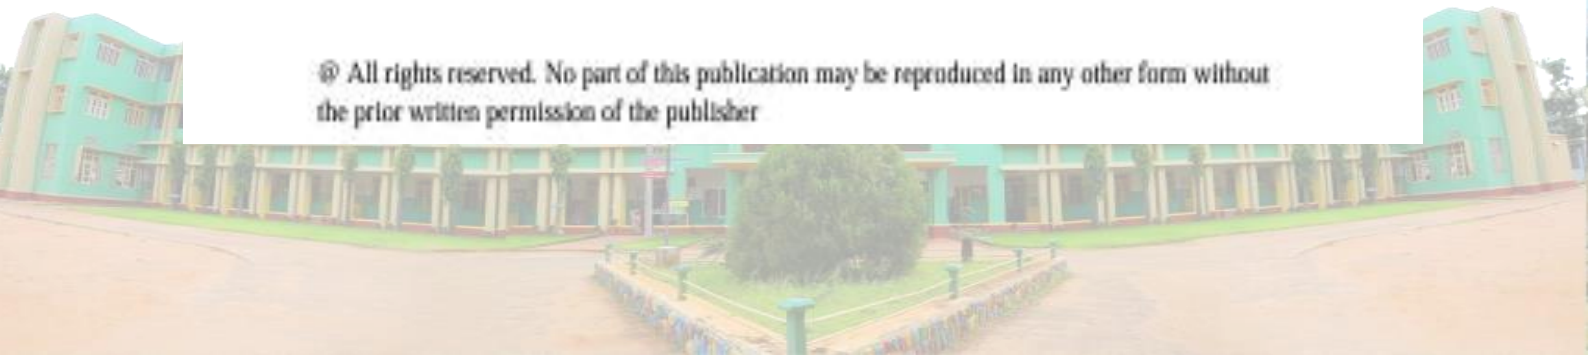 @ All rights reserved. No part of this publication may be reproduced in any other form without
the prior written permission of the publisher